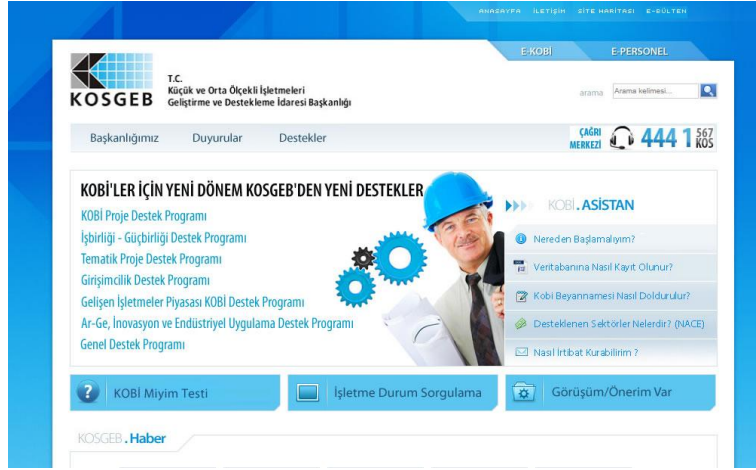 ANASAYFA İLETİŞİM SİTE HARİTASI E-BÜLTEN
E-KOBİ E-PERSONEL
KOSGEB
T.C.
Küçük ve Orta Ölçekli İşletmeleri
Geliştirme ve Destekleme İdaresi Başkanlığı
arama Arama kelimesi...
Başkanlığımız Duyurular Destekler
ÇAĞRI MERKEZİ 444 1 567 KOS
KOBİ'LER İÇİN YENİ DÖNEM KOSGEB'DEN YENİ DESTEKLER
KOBİ Proje Destek Programı
İşbirliği - Güçbirliği Destek Programı
Tematik Proje Destek Programı
Girişimcilik Destek Programı
Gelişen İşletmeler Piyasası KOBİ Destek Programı
Ar-Ge, İnovasyon ve Endüstriyel Uygulama Destek Programı
Genel Destek Programı
KOBİ . ASİSTAN
Nereden Başlamalıyım?
Veritabanına Nasıl Kayıt Olunur?
Kobi Beyannamesi Nasıl Doldurulur?
Desteklenen Sektörler Nelerdir? (NACE)
Nasıl İrtibat Kurabilirim ?
KOBİ Miyim Testi
İşletme Durum Sorgulama
Görüşüm/Önerim Var
KOSGEB . Haber